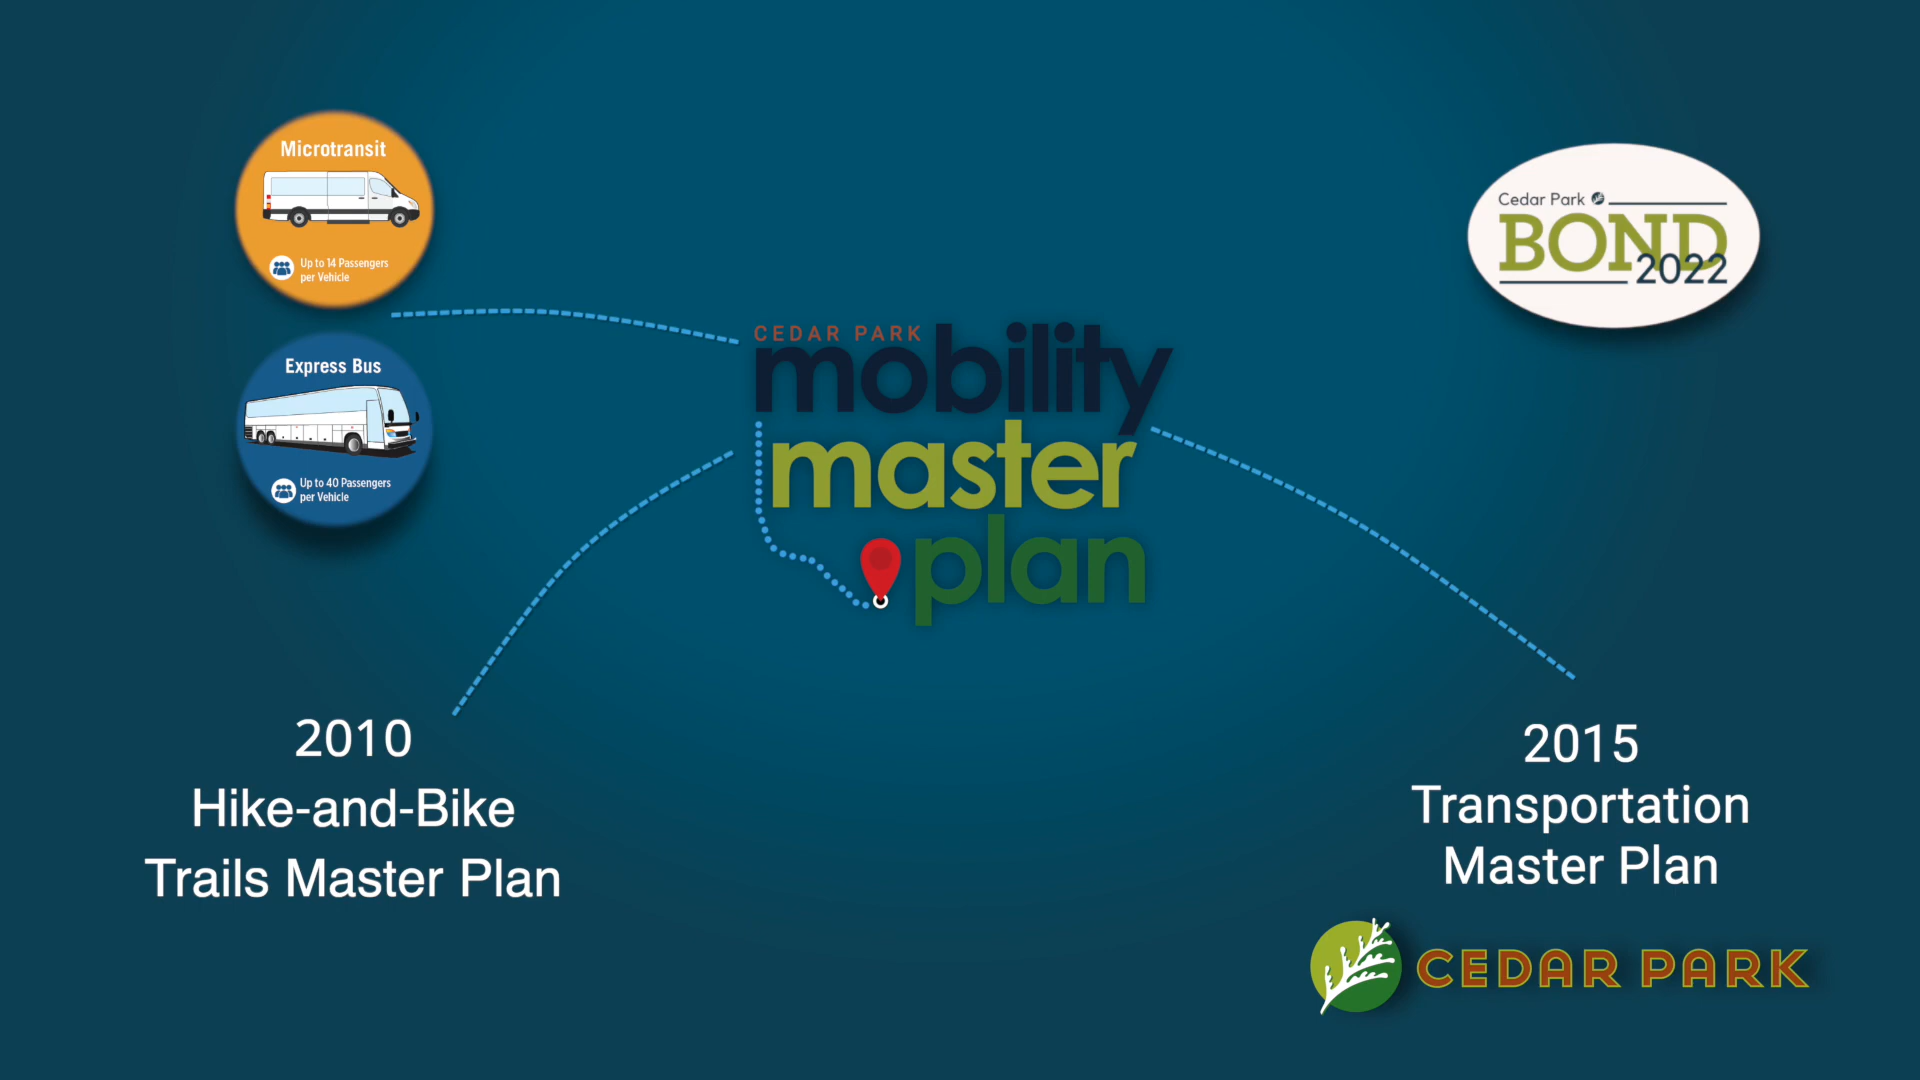 Microtransit
Up to 14 Passengers
per Vehicle
Express Bus
Up to 40 Passengers
per Vehicle
CEDAR PARK
mobility
master
plan
Cedar Park
BOND
2022
2010
Hike-and-Bike
Trails Master Plan
2015
Transportation
Master Plan
CEDAR PARK